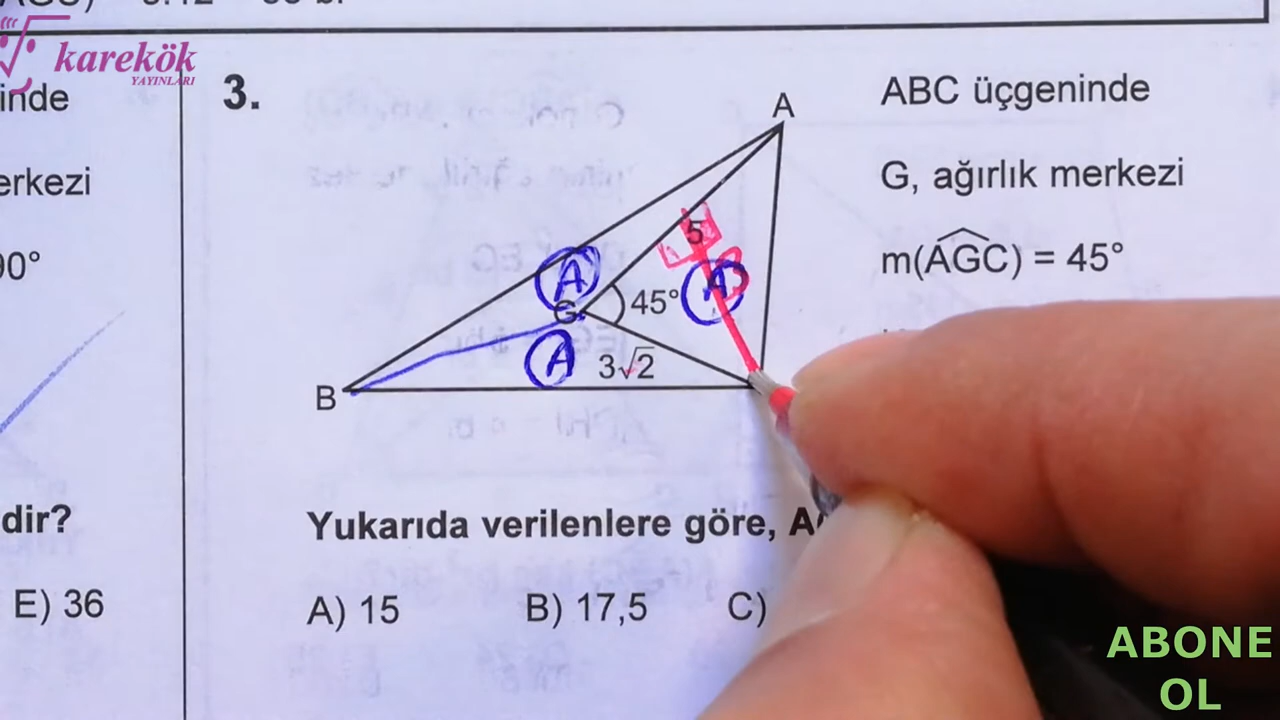 karekök
YAYINLARI
inde
erkezi
90°
dir?
E) 36
3.
A
ABC üçgeninde
G, ağırlık merkezi
m(AGC) = 45°
5
A
A
G
45°
A
3√2
B
Yukarıda verilenlere göre,
A) 15 B) 17,5 C)
ABONE
OL